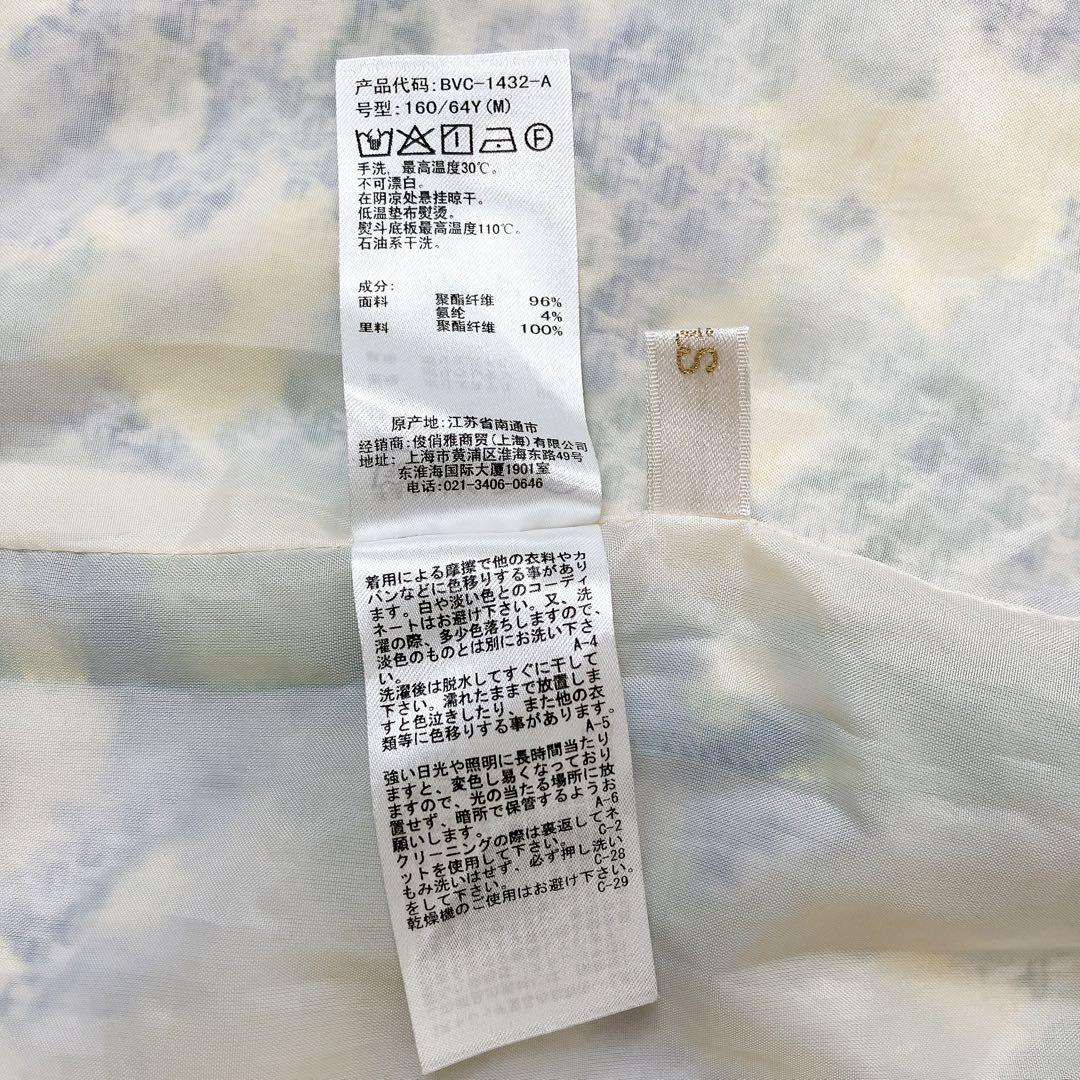 产品代码:BVC-1432-A
号型:160/64Y(M)
F
手洗，最高温度30℃。
不可漂白。
在阴凉处悬挂晾干。
低温垫布熨烫。
熨斗底板最高温度110℃。
石油系干洗。
成分:
面料 聚酯纤维 96%
氨纶 4%
里料 聚酯纤维 100%
原产地:江苏省南通市
经销商:俊俏雅商贸(上海)有限公司
地址: 上海市黄浦区淮海东路49号
东淮海国际大厦1901室
电话:021-3406-0646
着用による摩擦で他の衣料やカ
バンなどに色移りする事があり
ます。白や淡い色とのコーディ
ネートはお避け下さい。又、洗
濯の際、多少色落ちしますので、
淡色のものとは別にお洗い下さ
い。 A-4
洗濯後は脱水してすぐに干して
下さい。濡れたままで放置しま
すと色泣きしたり、また他の衣
類等に色移りする事があります。
A-5
強い日光や照明に長時間当たり
ますと、変色し易くなっており
ますので、光の当たる場所に放
置せず、暗所で保管するようお
願いします。 A-6
クリーニングの際は裏返してネ
ットを使用して下さい。 C-2
もみ洗いはせず、必ず押し洗い
をして下さい。 C-28
乾燥機のご使用はお避け下さい。
C-29